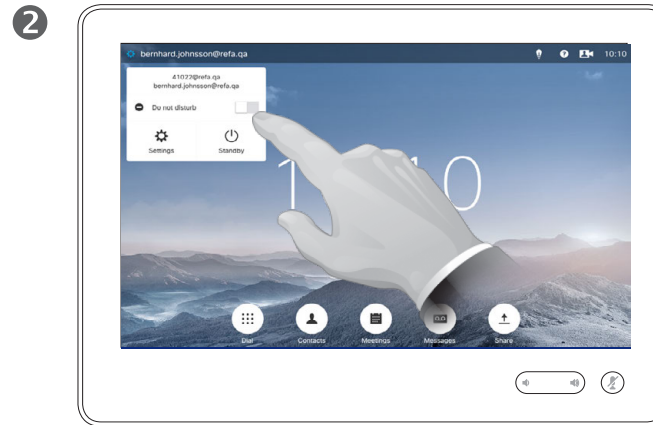 2
bernhard.johnsson@refa.qa
10:10
41022@refa.qa
bernhard.johnsson@refa.qa
Do not disturb
Settings Standby
Dial Contacts Meetings Messages Share